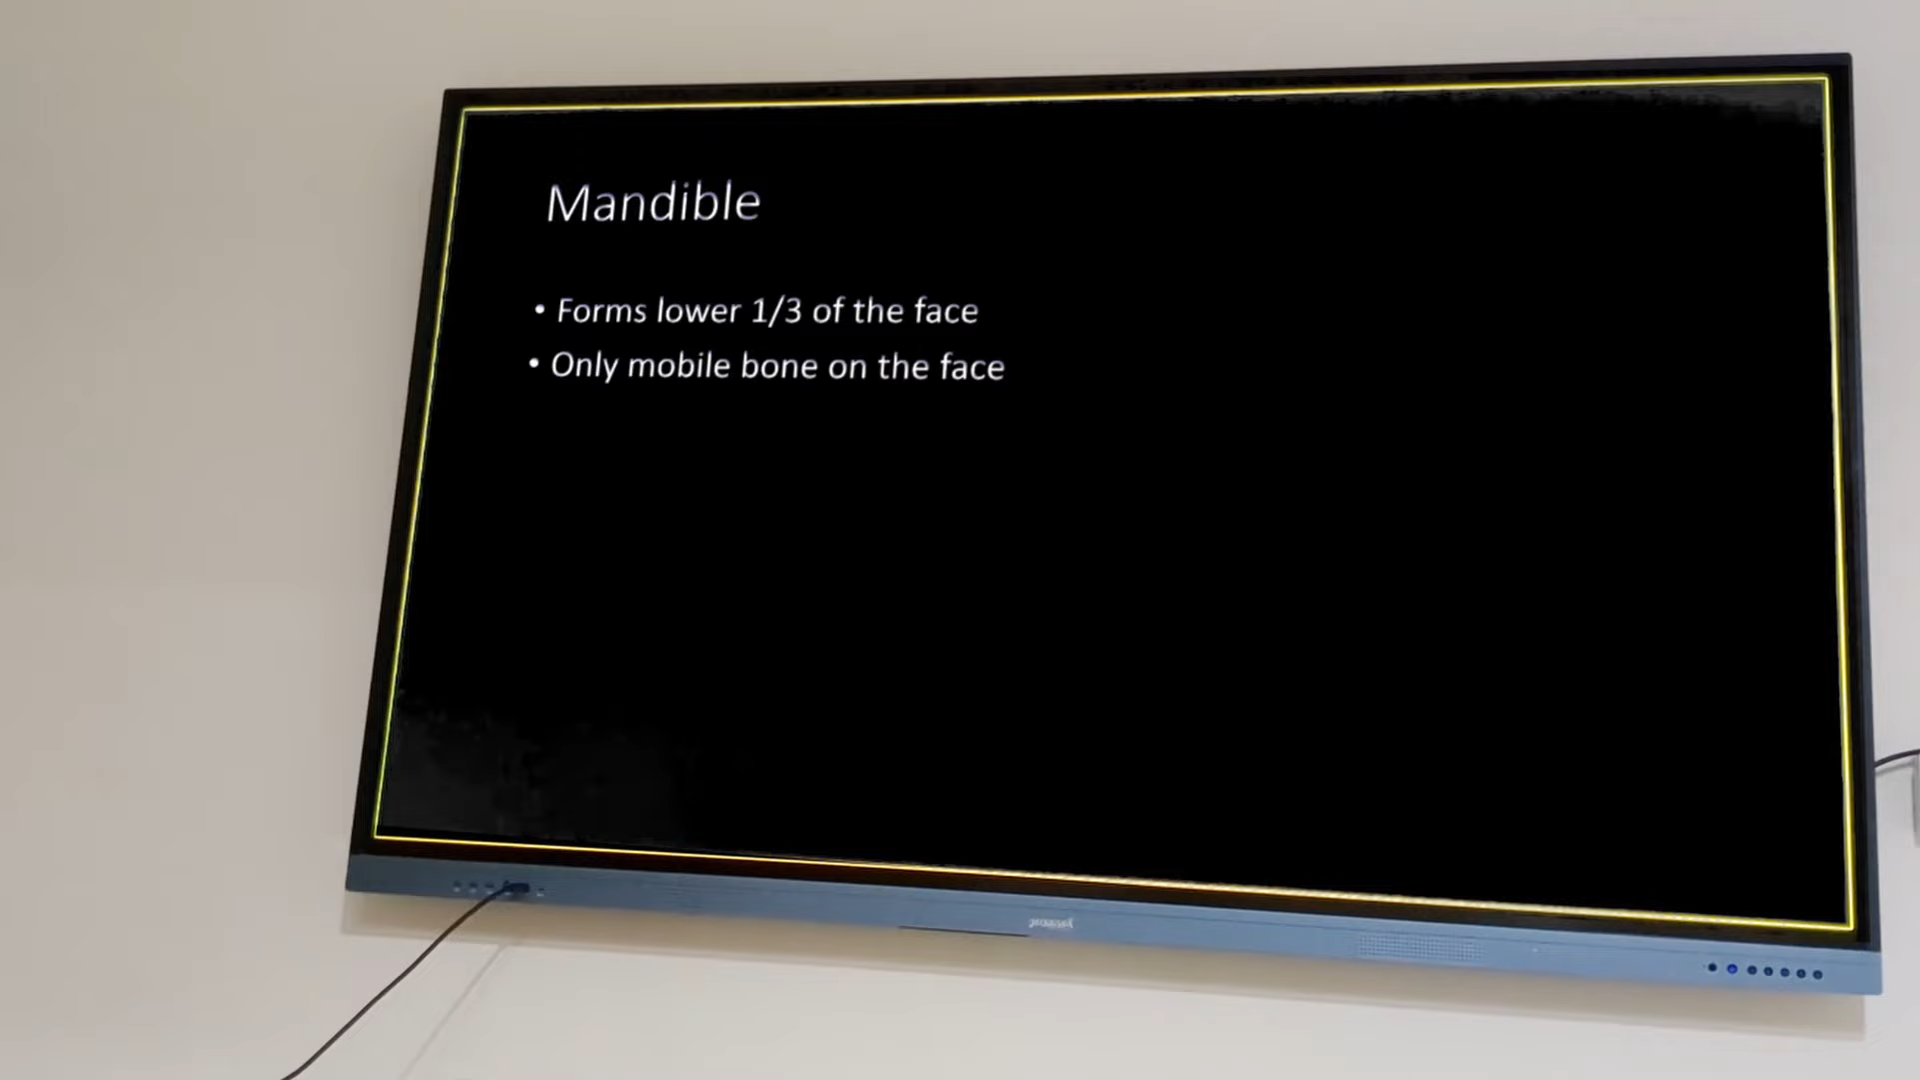 Mandible
• Forms lower 1/3 of the face
• Only mobile bone on the face